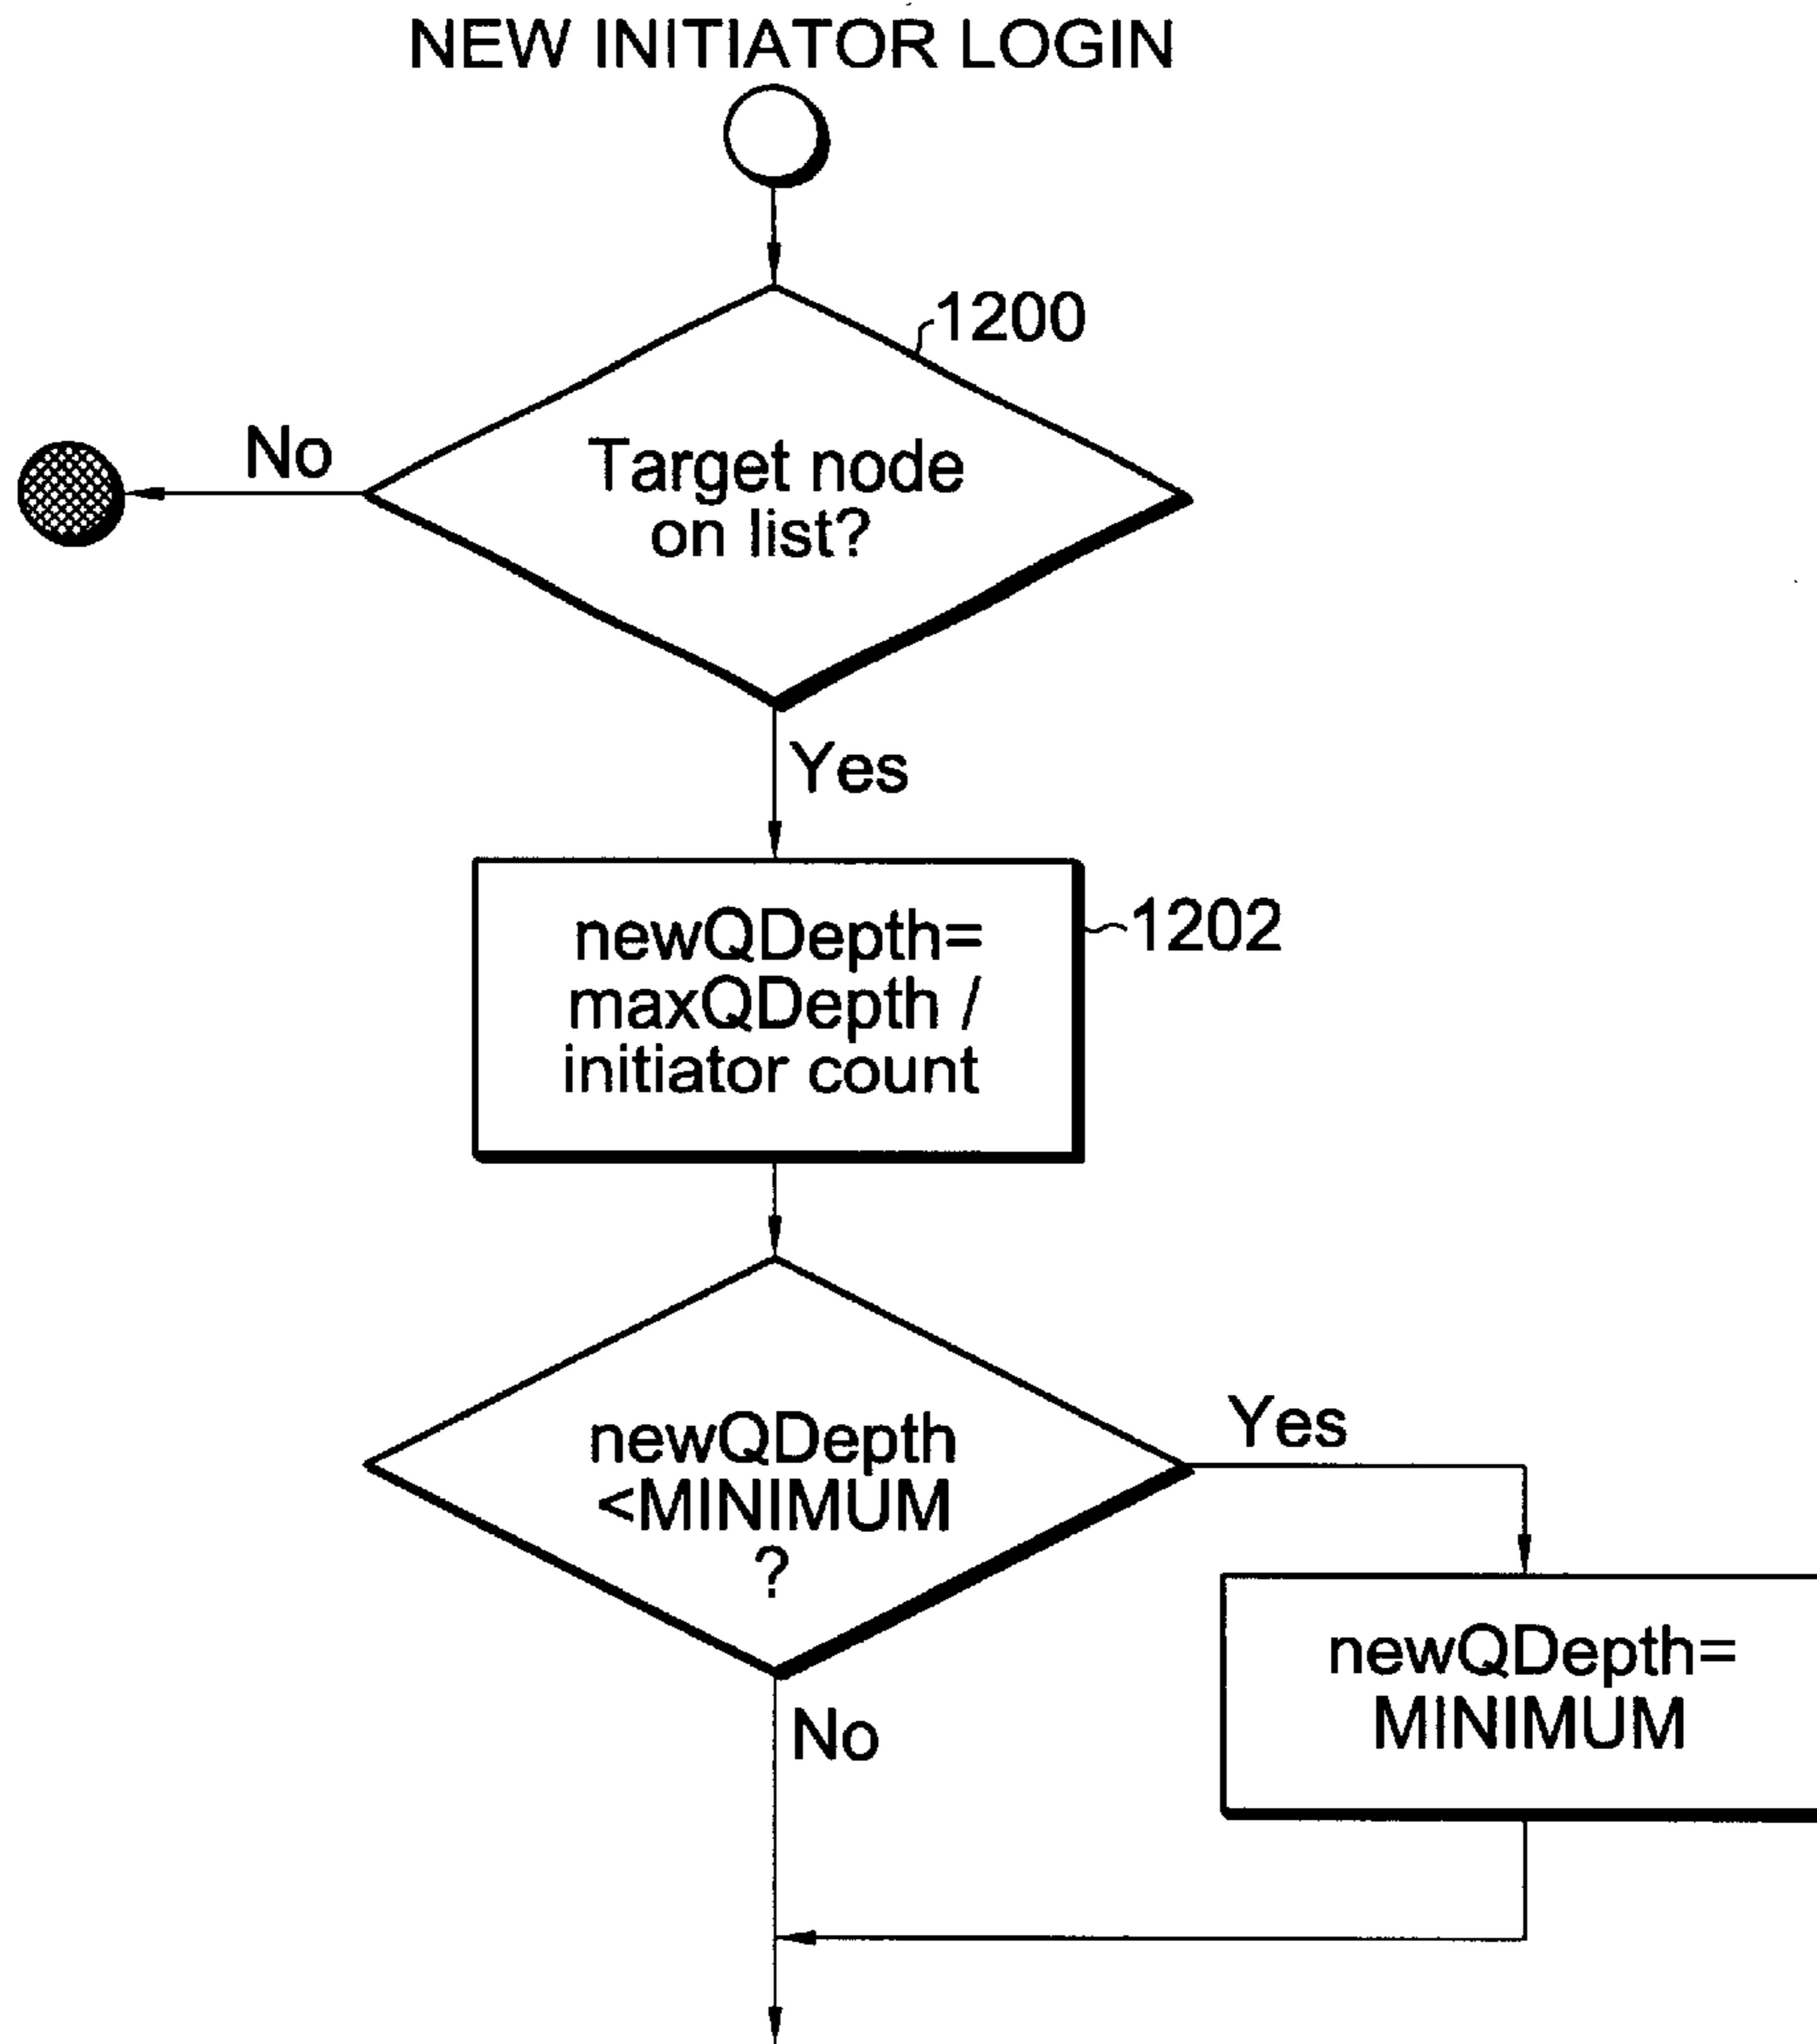 NEW INITIATOR LOGIN
1200
No
Target node
on list?
Yes
newQDepth=
maxQDepth /
initiator count
1202
newQDepth
<MINIMUM
?
Yes
No
newQDepth=
MINIMUM